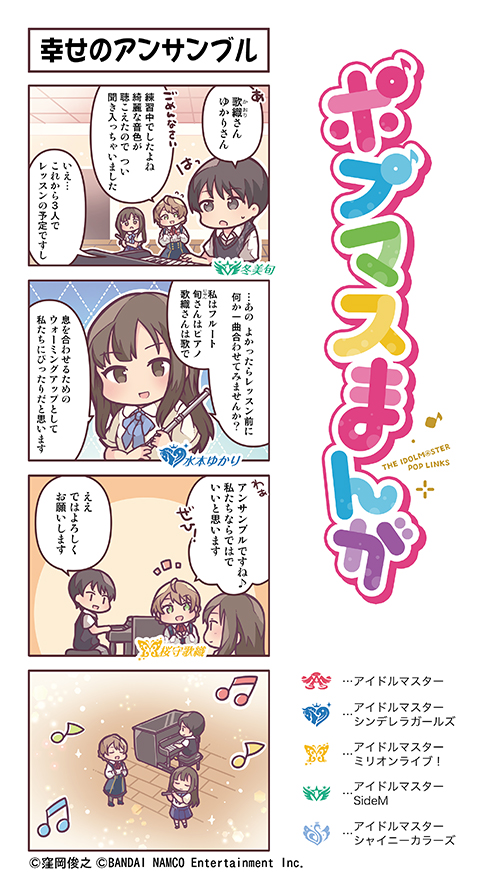 幸せのアンサンブル
あ
歌織さん
かおり
ゆかりさん
はっ
ごめんなさい
練習中でしたよね
綺麗な音色が
聴こえたので つい
聞き入っちゃいました
いえ…
これから3人で
レッスンの予定ですし
冬美旬
…あの よかったらレッスン前に
何か一曲合わせてみませんか?
私はフルート
旬さんはピアノ
じゅん
歌織さんは歌で
息を合わせるための
ウォーミングアップとして
私たちにぴったりだと思います
水本ゆかり
わぁ
アンサンブルですね♪
私たちならではで
いいと思います
ぜひ!
ええ
ではよろしく
お願いします
桜守歌織
ポプマスまんが
THE IDOLM@STER
POP LINKS
…アイドルマスター
…アイドルマスター
シンデレラガールズ
…アイドルマスター
ミリオンライブ!
…アイドルマスター
SideM
…アイドルマスター
シャイニーカラーズ
©窪岡俊之 ©BANDAI NAMCO Entertainment Inc.